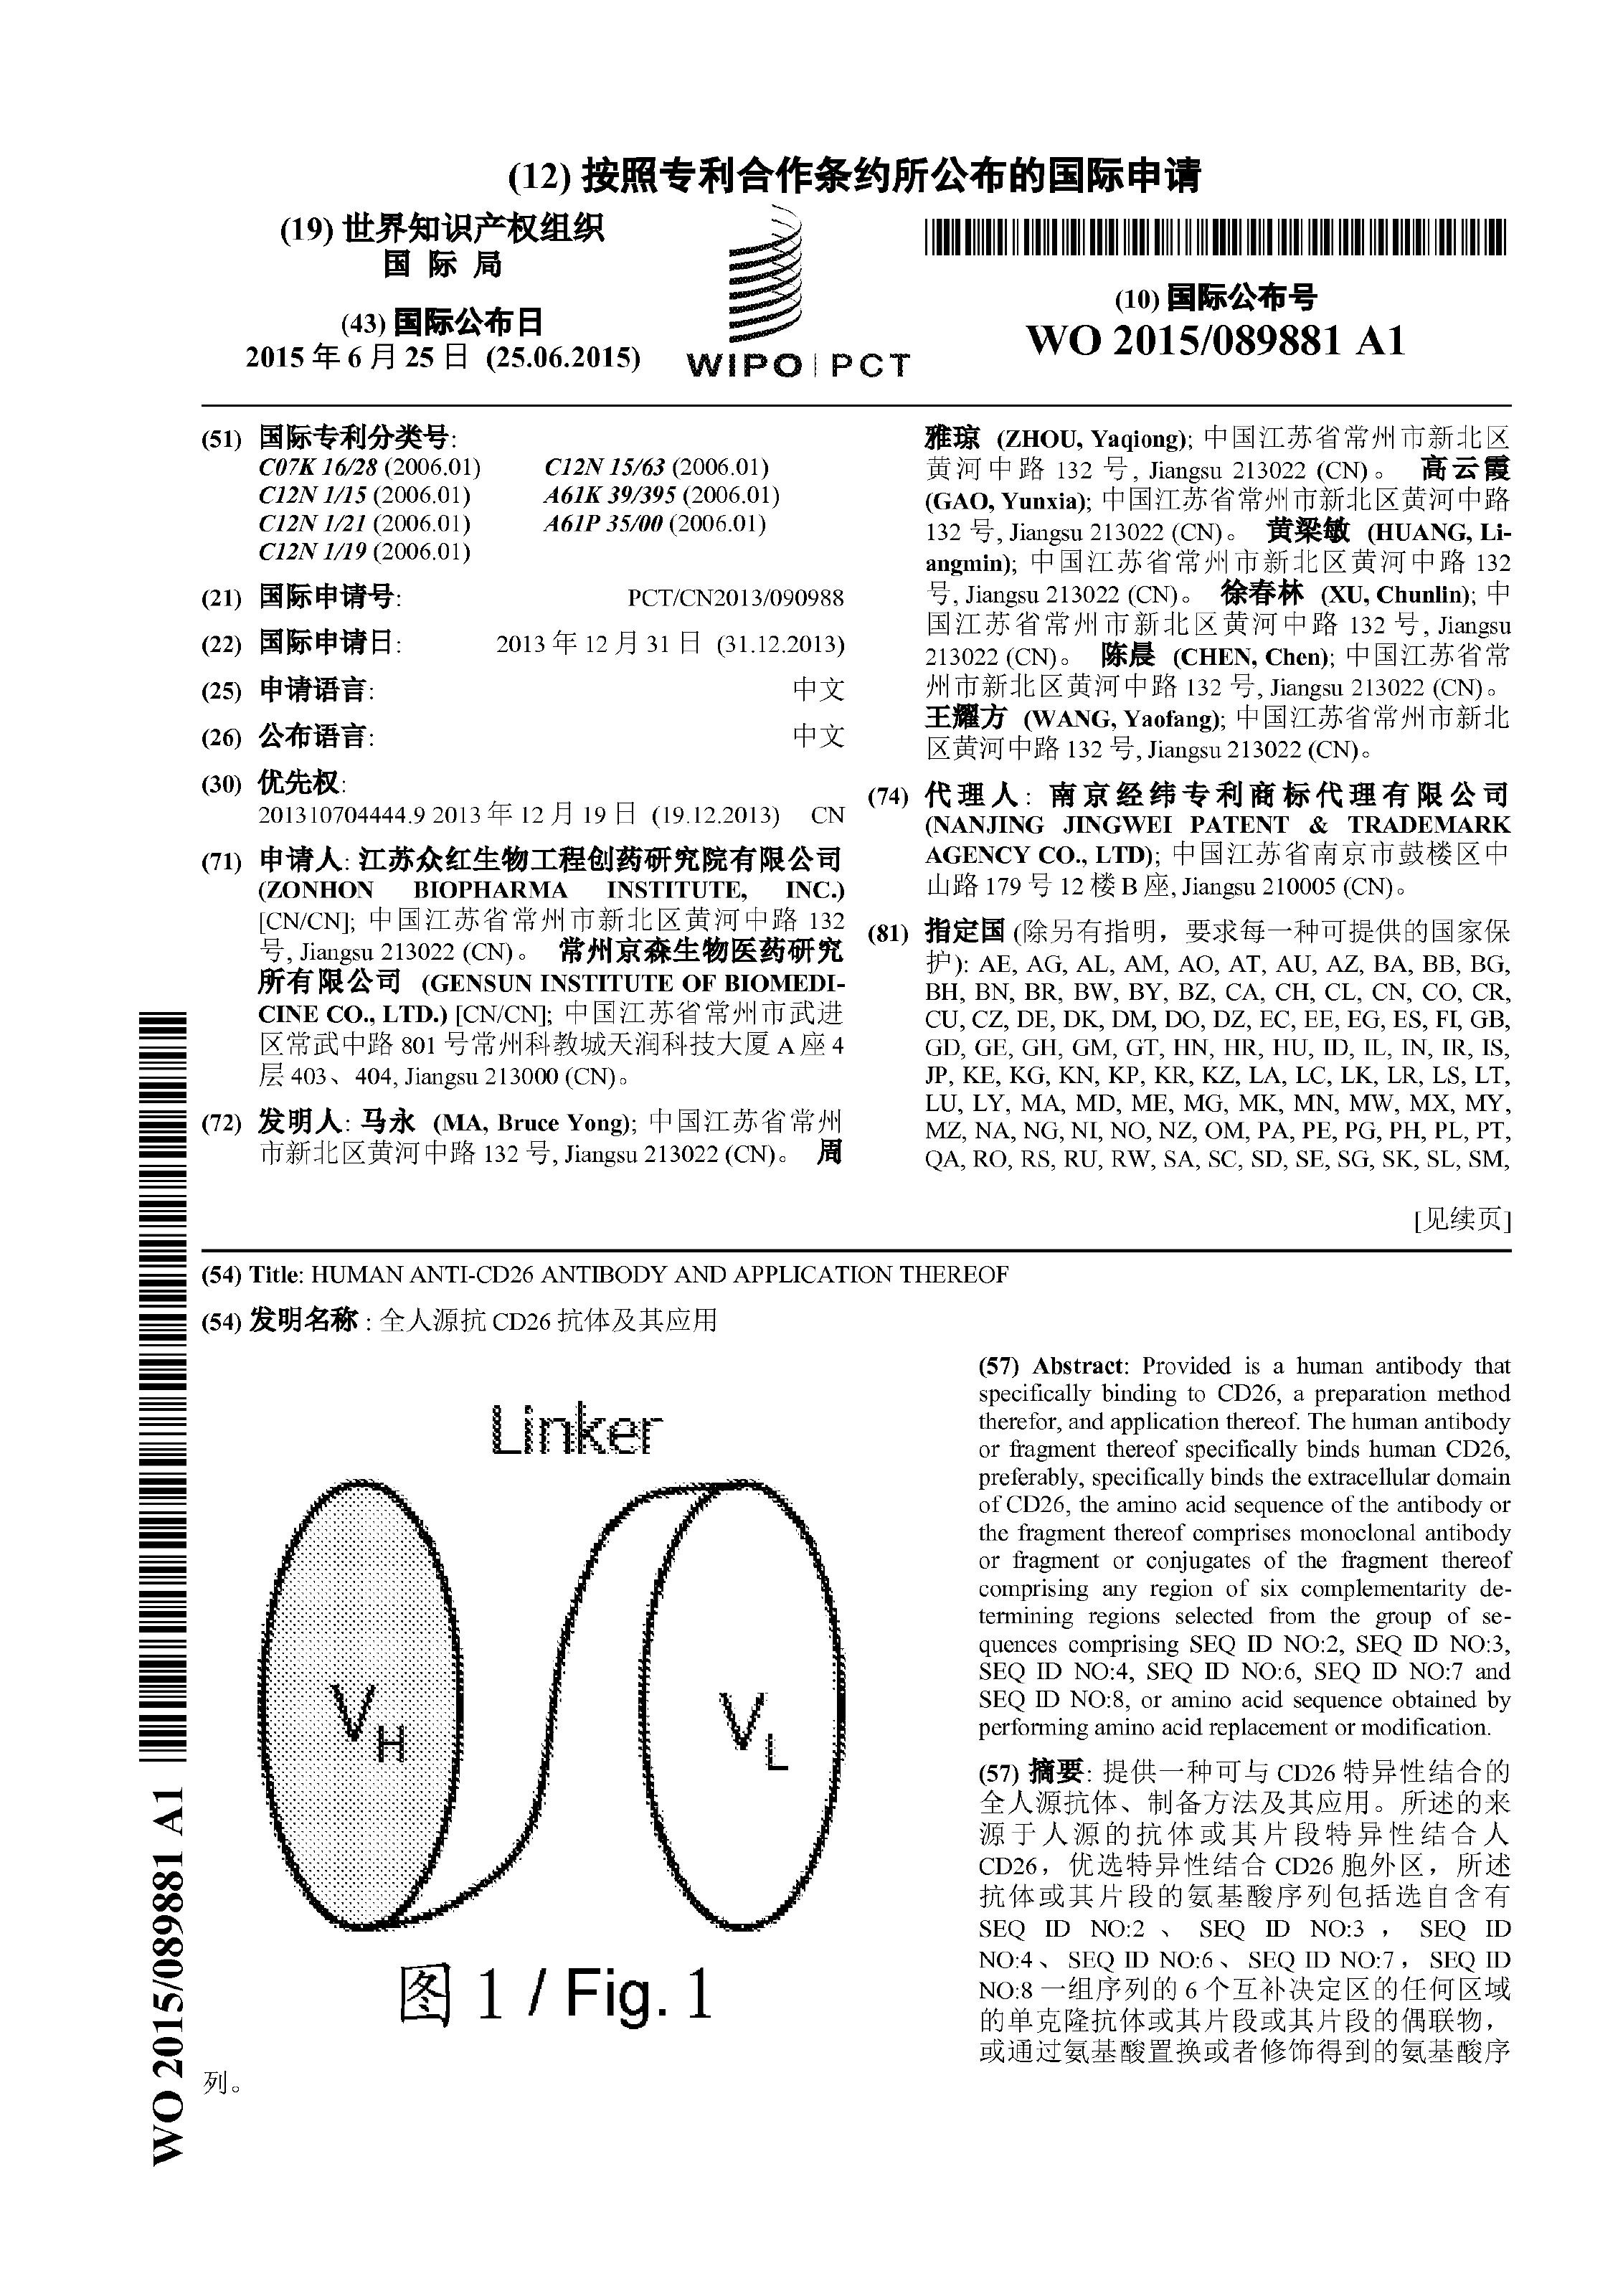 (12) 按照专利合作条约所公布的国际申请
(19) 世界知识产权组织
国 际 局
(43) 国际公布日
2015 年 6 月 25 日 (25.06.2015)
WIPO | PCT
(10) 国际公布号
WO 2015/089881 A1
(51) 国际专利分类号:
C07K 16/28 (2006.01) C12N 15/63 (2006.01)
C12N 1/15 (2006.01) A61K 39/395 (2006.01)
C12N 1/21 (2006.01) A61P 35/00 (2006.01)
C12N 1/19 (2006.01)
(21) 国际申请号: PCT/CN2013/090988
(22) 国际申请日: 2013 年 12 月 31 日 (31.12.2013)
(25) 申请语言: 中文
(26) 公布语言: 中文
(30) 优先权:
201310704444.9 2013 年 12 月 19 日 (19.12.2013) CN
(71) 申请人: 江苏众红生物工程创药研究院有限公司
(ZONHON BIOPHARMA INSTITUTE, INC.)
[CN/CN]; 中国江苏省常州市新北区黄河中路 132
号, Jiangsu 213022 (CN)。 常州京森生物医药研究
所有限公司 (GENSUN INSTITUTE OF BIOMEDI-
CINE CO., LTD.) [CN/CN]; 中国江苏省常州市武进
区常武中路 801 号常州科教城天润科技大厦 A 座 4
层 403、404, Jiangsu 213000 (CN)。
(72) 发明人: 马永 (MA, Bruce Yong); 中国江苏省常州
市新北区黄河中路 132 号, Jiangsu 213022 (CN)。 周
雅琼 (ZHOU, Yaqiong); 中国江苏省常州市新北区
黄河中路 132 号, Jiangsu 213022 (CN)。 高云霞
(GAO, Yunxia); 中国江苏省常州市新北区黄河中路
132 号, Jiangsu 213022 (CN)。 黄梁敏 (HUANG, Li-
angmin); 中国江苏省常州市新北区黄河中路 132
号, Jiangsu 213022 (CN)。 徐春林 (XU, Chunlin); 中
国江苏省常州市新北区黄河中路 132 号, Jiangsu
213022 (CN)。 陈晨 (CHEN, Chen); 中国江苏省常
州市新北区黄河中路 132 号, Jiangsu 213022 (CN)。
王耀方 (WANG, Yaofang); 中国江苏省常州市新北
区黄河中路 132 号, Jiangsu 213022 (CN)。
(74) 代理人: 南京经纬专利商标代理有限公司
(NANJING JINGWEI PATENT & TRADEMARK
AGENCY CO., LTD); 中国江苏省南京市鼓楼区中
山路 179 号 12 楼 B 座, Jiangsu 210005 (CN)。
(81) 指定国 (除另有指明，要求每一种可提供的国家保
护): AE, AG, AL, AM, AO, AT, AU, AZ, BA, BB, BG,
BH, BN, BR, BW, BY, BZ, CA, CH, CL, CN, CO, CR,
CU, CZ, DE, DK, DM, DO, DZ, EC, EE, EG, ES, FI, GB,
GD, GE, GH, GM, GT, HN, HR, HU, ID, IL, IN, IR, IS,
JP, KE, KG, KN, KP, KR, KZ, LA, LC, LK, LR, LS, LT,
LU, LY, MA, MD, ME, MG, MK, MN, MW, MX, MY,
MZ, NA, NG, NI, NO, NZ, OM, PA, PE, PG, PH, PL, PT,
QA, RO, RS, RU, RW, SA, SC, SD, SE, SG, SK, SL, SM,
[见续页]
(54) Title: HUMAN ANTI-CD26 ANTIBODY AND APPLICATION THEREOF
(54) 发明名称 : 全人源抗 CD26 抗体及其应用
Linker
VH
VL
图 1 / Fig. 1
(57) Abstract: Provided is a human antibody that
specifically binding to CD26, a preparation method
therefor, and application thereof. The human antibody
or fragment thereof specifically binds human CD26,
preferably, specifically binds the extracellular domain
of CD26, the amino acid sequence of the antibody or
the fragment thereof comprises monoclonal antibody
or fragment or conjugates of the fragment thereof
comprising any region of six complementarity de-
termining regions selected from the group of se-
quences comprising SEQ ID NO:2, SEQ ID NO:3,
SEQ ID NO:4, SEQ ID NO:6, SEQ ID NO:7 and
SEQ ID NO:8, or amino acid sequence obtained by
performing amino acid replacement or modification.
(57) 摘要: 提供一种可与 CD26 特异性结合的
全人源抗体、制备方法及其应用。所述的来
源于人源的抗体或其片段特异性结合人
CD26，优选特异性结合 CD26 胞外区，所述
抗体或其片段的氨基酸序列包括选自含有
SEQ ID NO:2 、 SEQ ID NO:3 ， SEQ ID
NO:4、 SEQ ID NO:6、 SEQ ID NO:7， SEQ ID
NO:8 一组序列的 6 个互补决定区的任何区域
的单克隆抗体或其片段或其片段的偶联物，
或通过氨基酸置换或者修饰得到的氨基酸序
列。
WO 2015/089881 A1